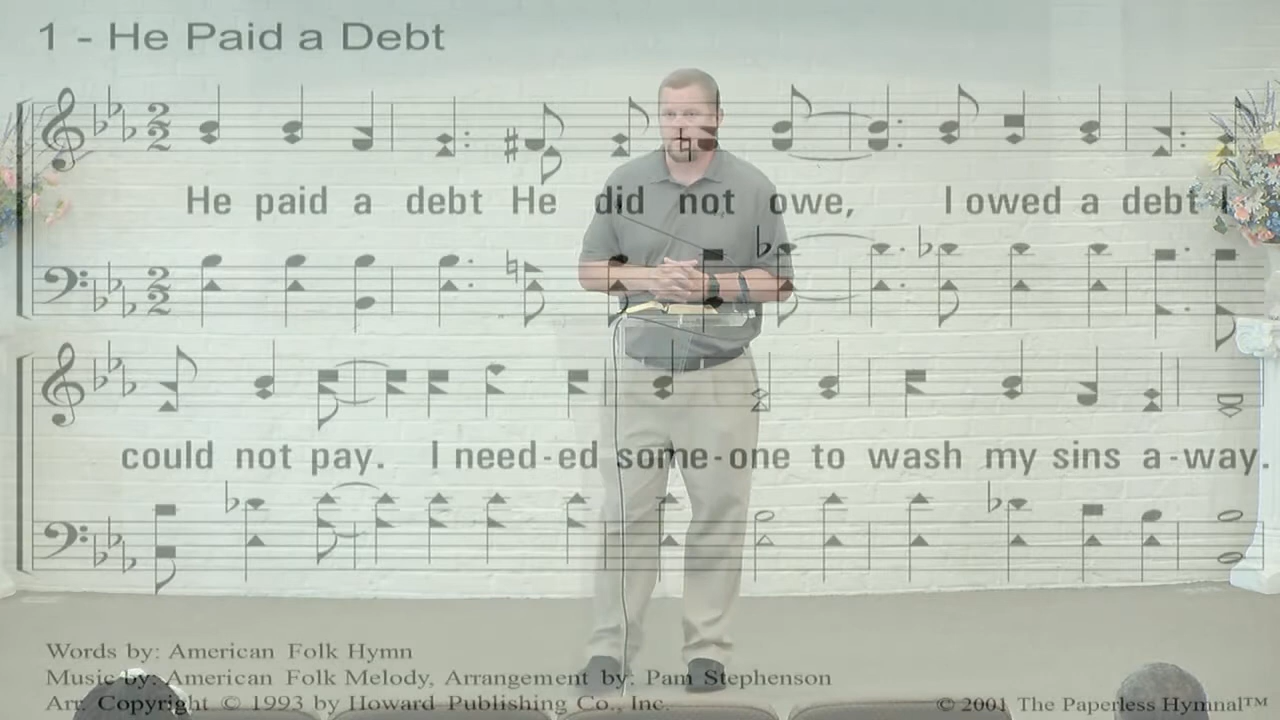 1 - He Paid a Debt
He paid a debt He did not owe, I owed a debt I
could not pay. I need-ed some-one to wash my sins a-way.
Words by: American Folk Hymn
Music by: American Folk Melody, Arrangement by: Pam Stephenson
Arr. Copyright © 1993 by Howard Publishing Co., Inc.
© 2001 The Paperless Hymnal™